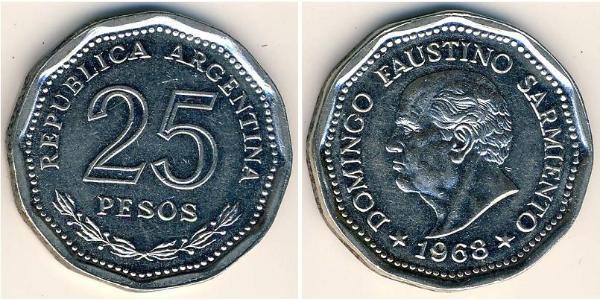 REPUBLICA ARGENTINA
25
PESOS
DOMINGO FAUSTINO SARMIENTO
★ 1968 ★